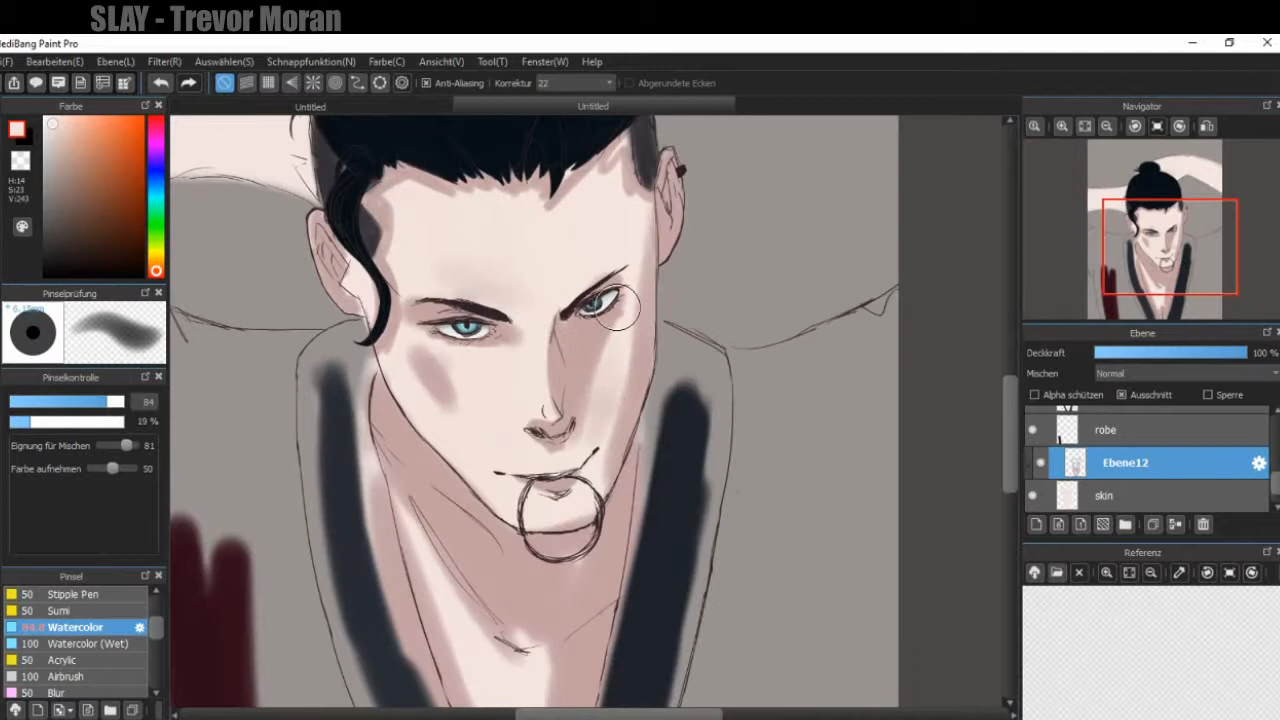 SLAY - Trevor Moran
lediBang Paint Pro
(F) Bearbeiten(E) Ebene(L) Filter(R) Auswählen(S) Schnappfunktion(N) Farbe(C) Ansicht(V) Tool(T) Fenster(W) Help
Anti-Aliasing Korrektur 22 Abgerundete Ecken
Farbe
Untitled
Untitled
Navigator
H:14
S:23
V:243
Pinselprüfung
Pinselkontrolle
84
19 %
Eignung für Mischen 81
Farbe aufnehmen 50
Pinsel
50 Stipple Pen
50 Sumi
Watercolor
100 Watercolor (Wet)
50 Acrylic
100 Airbrush
50 Blur
Ebene
Deckkraft 100 %
Mischen Normal
Alpha schützen Ausschnitt Sperre
robe
Ebene12
skin
Referenz